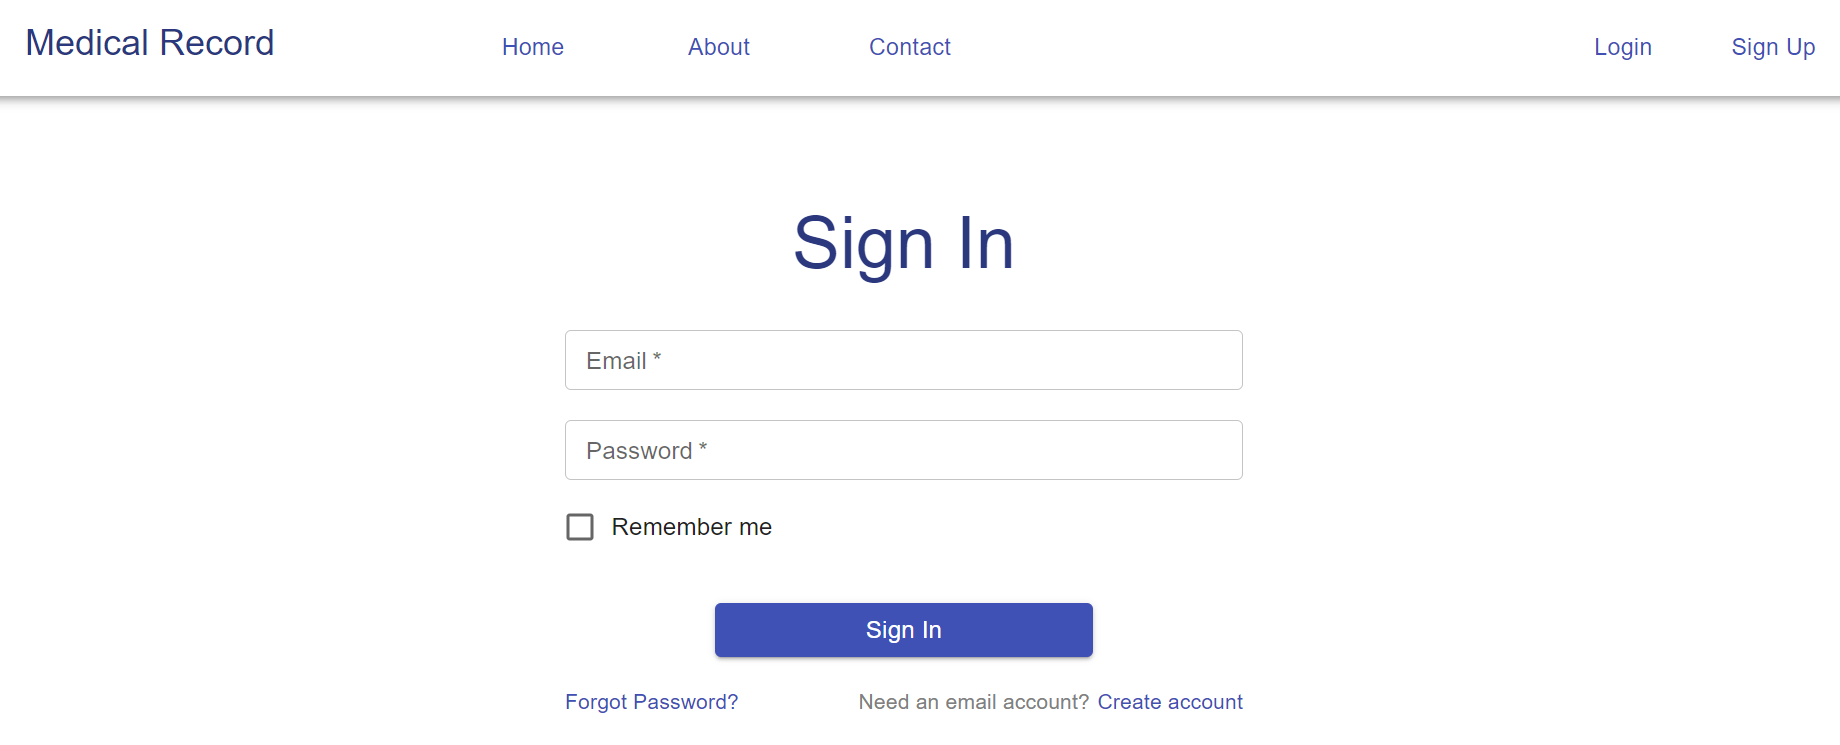 Medical Record Home About Contact Login Sign Up
Sign In
Email *
Password *
Remember me
Sign In
Forgot Password? Need an email account? Create account